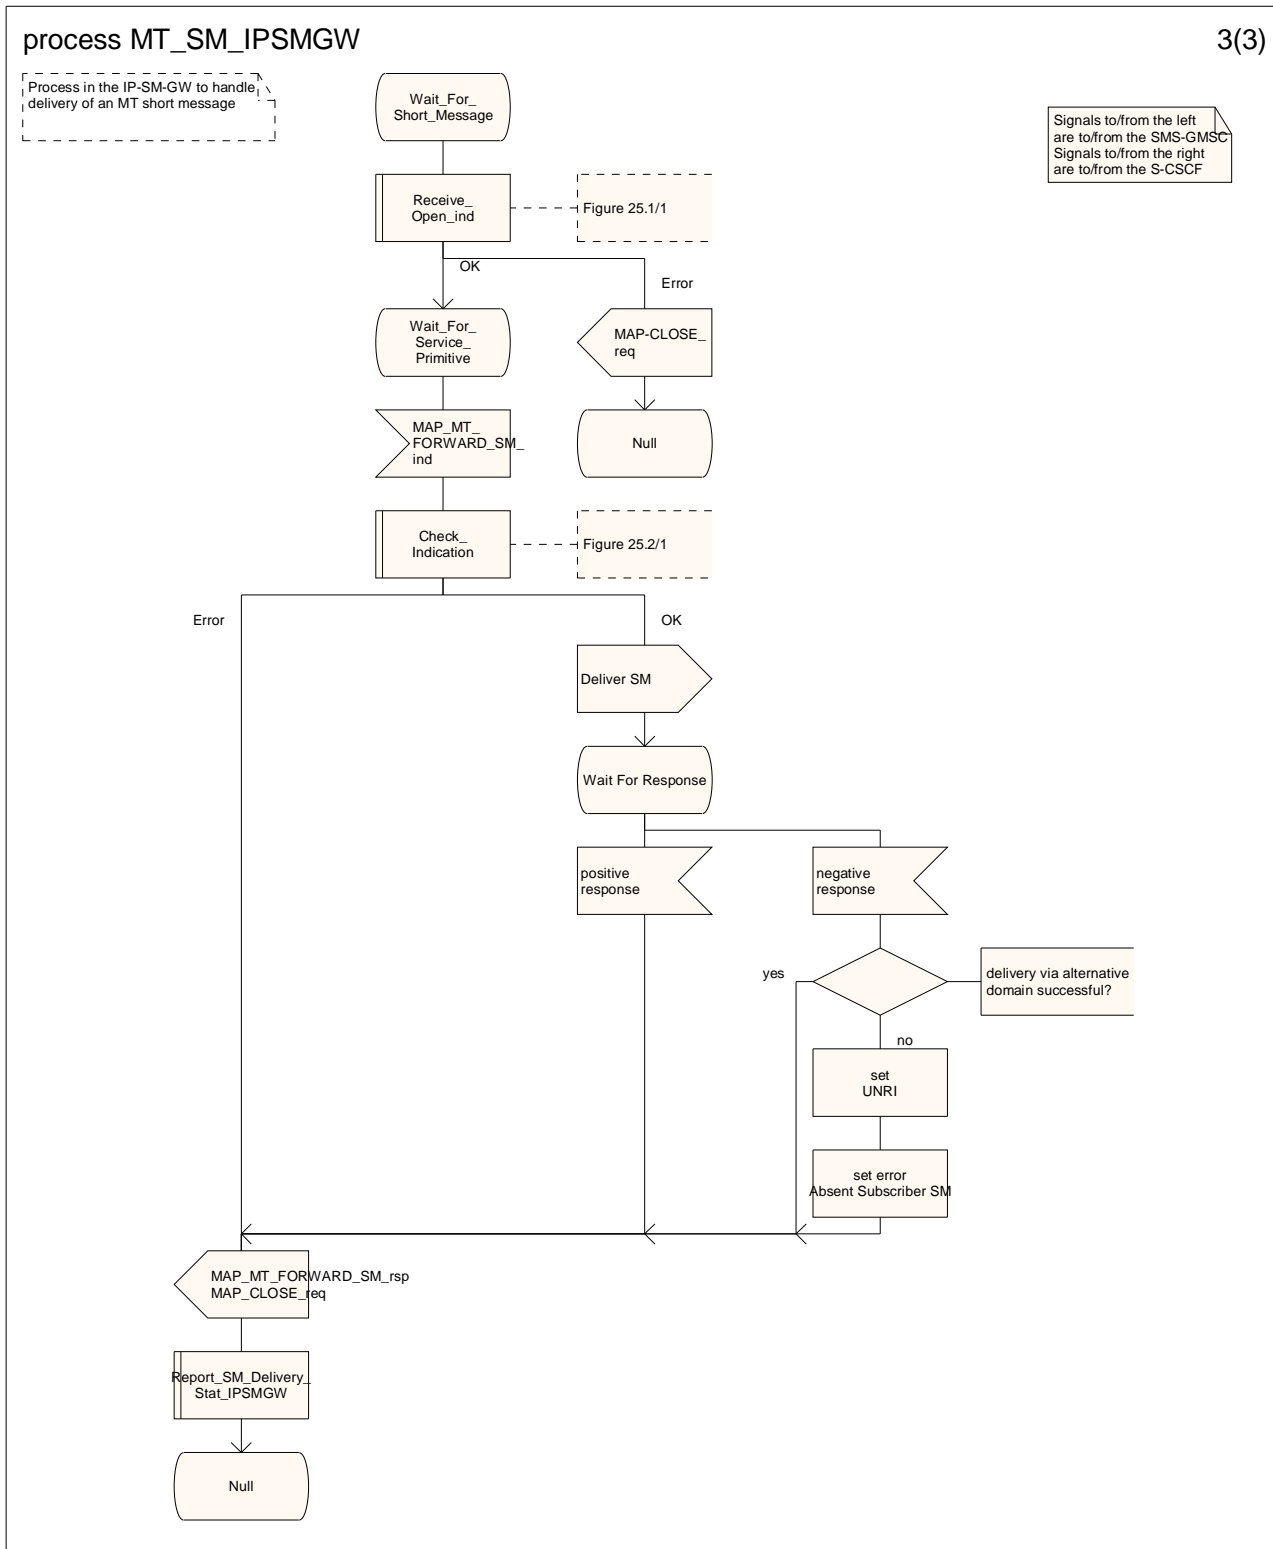 process MT_SM_IPSMGW
3(3)
Process in the IP-SM-GW to handle
delivery of an MT short message
Wait_For_
Short_Message
Signals to/from the left
are to/from the SMS-GMSC
Signals to/from the right
are to/from the S-CSCF
Receive_
Open_ind
Figure 25.1/1
OK
Error
Wait_For_
Service_
Primitive
MAP-CLOSE_
req
MAP_MT_
FORWARD_SM_
ind
Null
Check_
Indication
Figure 25.2/1
Error
OK
Deliver SM
Wait For Response
positive
response
negative
response
yes
delivery via alternative
domain successful?
no
set
UNRI
set error
Absent Subscriber SM
MAP_MT_FORWARD_SM_rsp
MAP_CLOSE_req
Report_SM_Delivery_
Stat_IPSMGW
Null